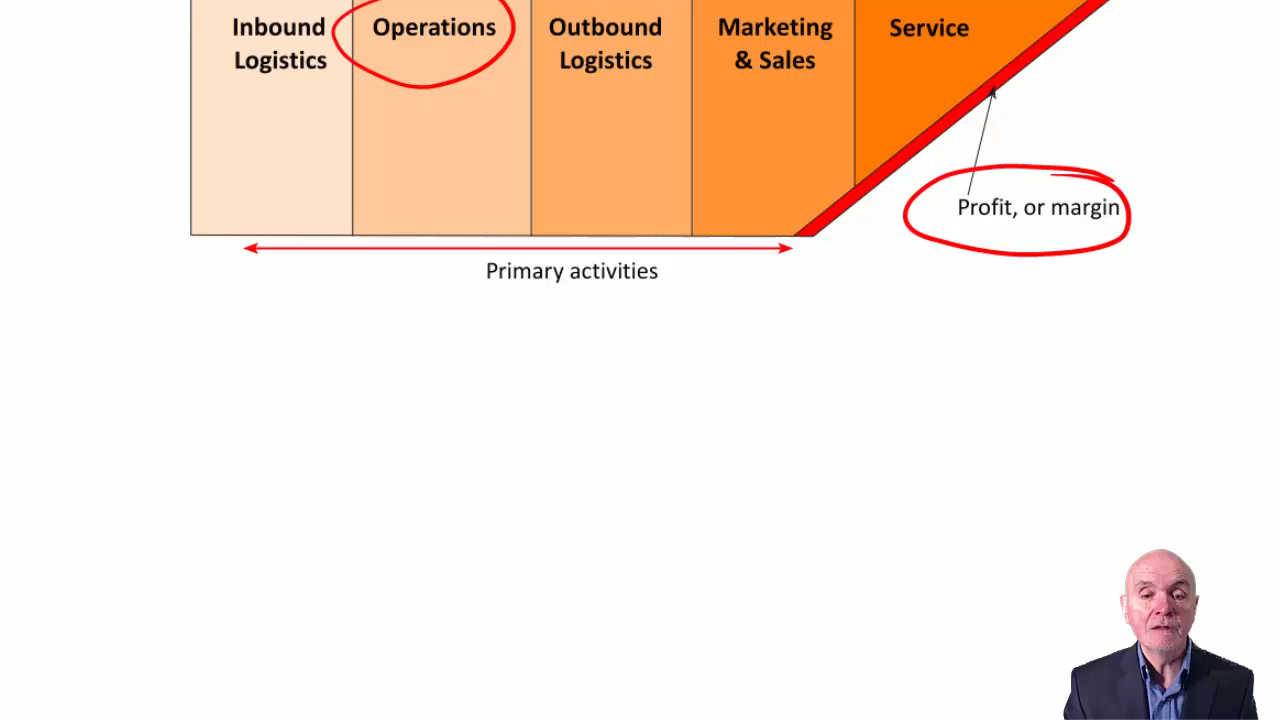 Inbound
Logistics
Operations
Outbound
Logistics
Marketing
& Sales
Service
Profit, or margin
Primary activities